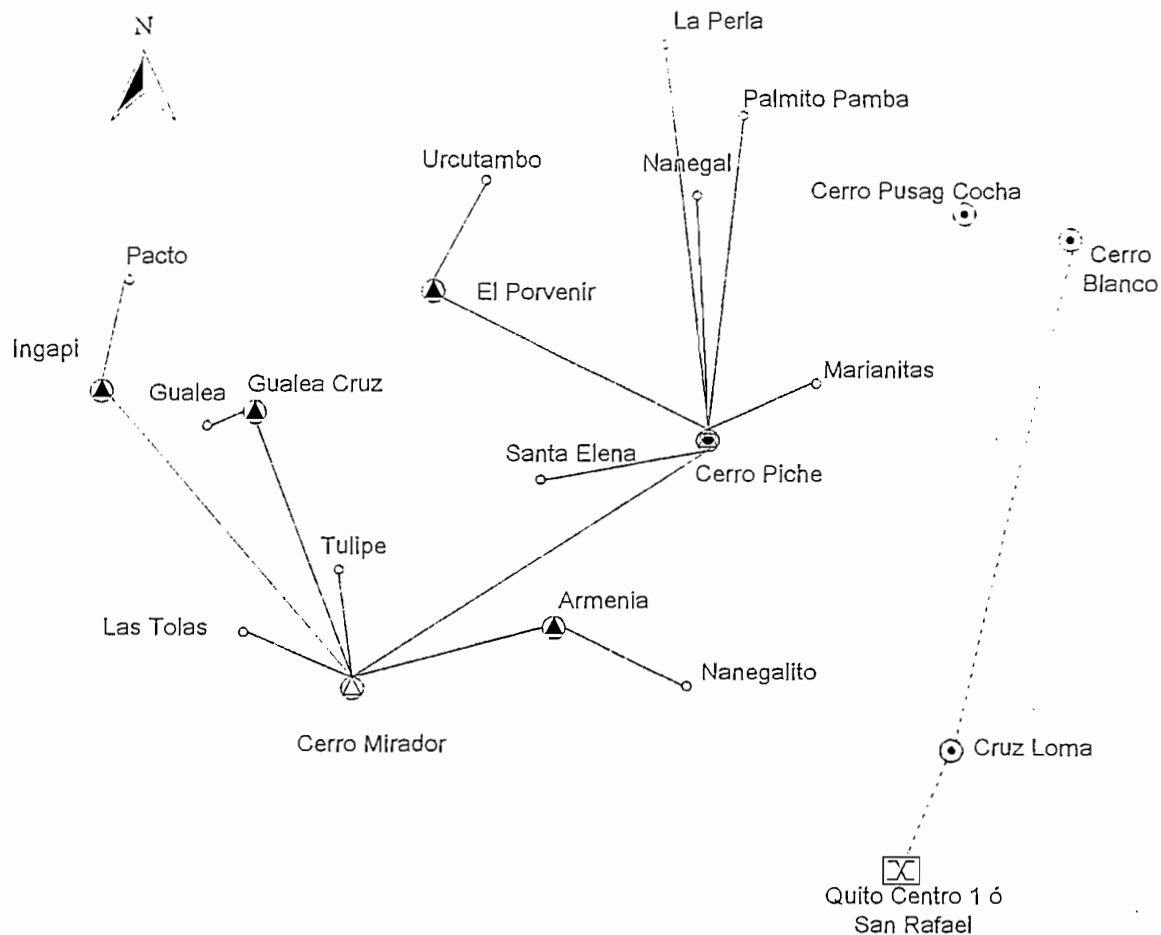 N
La Perla
Palmito Pamba
Urcutambo
Nanegal
Cerro Pusag Cocha
Cerro
Blanco
Pacto
El Porvenir
Ingapi
Gualea
Gualea Cruz
Marianitas
Santa Elena
Cerro Piche
Tulipe
Armenia
Las Tolas
Nanegalito
Cerro Mirador
Cruz Loma
Quito Centro 1 ó
San Rafael